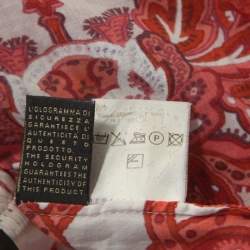 L'OLOGRAMMA DI
SICUREZZA
GARANTISCE
L'AUTENTICITÀ DI
QUESTO
PRODOTTO.
THE SECURITY
HOLOGRAM
GUARANTEES THE
AUTHENTICITY OF
THIS PRODUCT
P